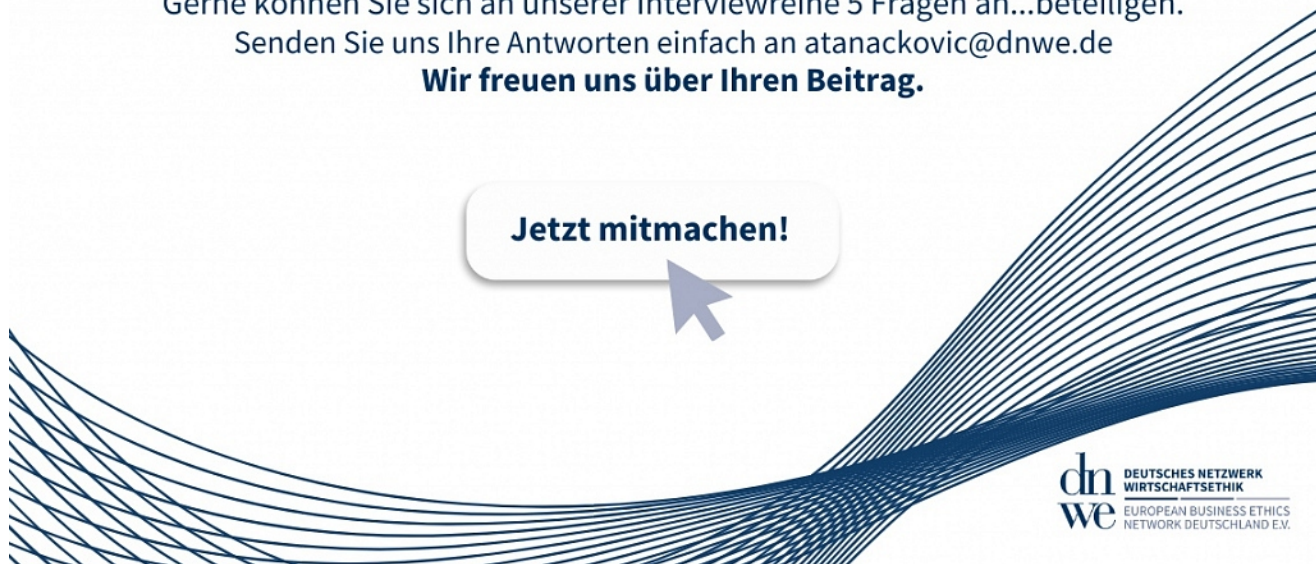 Gerne können Sie sich an unserer Interviewreihe 5 Fragen an...beteiligen.
Senden Sie uns Ihre Antworten einfach an atanackovic@dnwe.de
Wir freuen uns über Ihren Beitrag.
Jetzt mitmachen!
dn
we
DEUTSCHES NETZWERK
WIRTSCHAFTSETHIK
EUROPEAN BUSINESS ETHICS
NETWORK DEUTSCHLAND E.V.